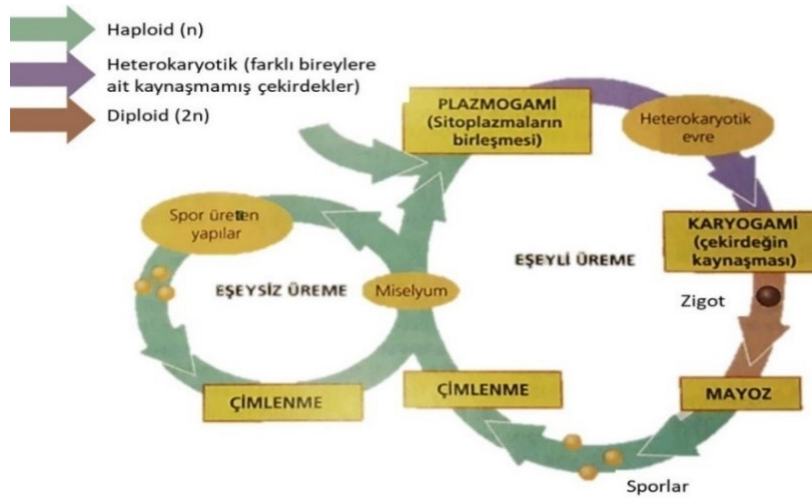 Haploid (n)
Heterokaryotik (farklı bireylere
ait kaynaşmamış çekirdekler)
Diploid (2n)
PLAZMOGAMİ
(Sitoplazmaların
birleşmesi)
Heterokaryotik
evre
Spor üreten
yapılar
KARYOGAMİ
(çekirdeğin
kaynaşması)
EŞEYSİZ ÜREME
Miselyum
EŞEYLİ ÜREME
Zigot
ÇİMLENME
ÇİMLENME
MAYOZ
Sporlar